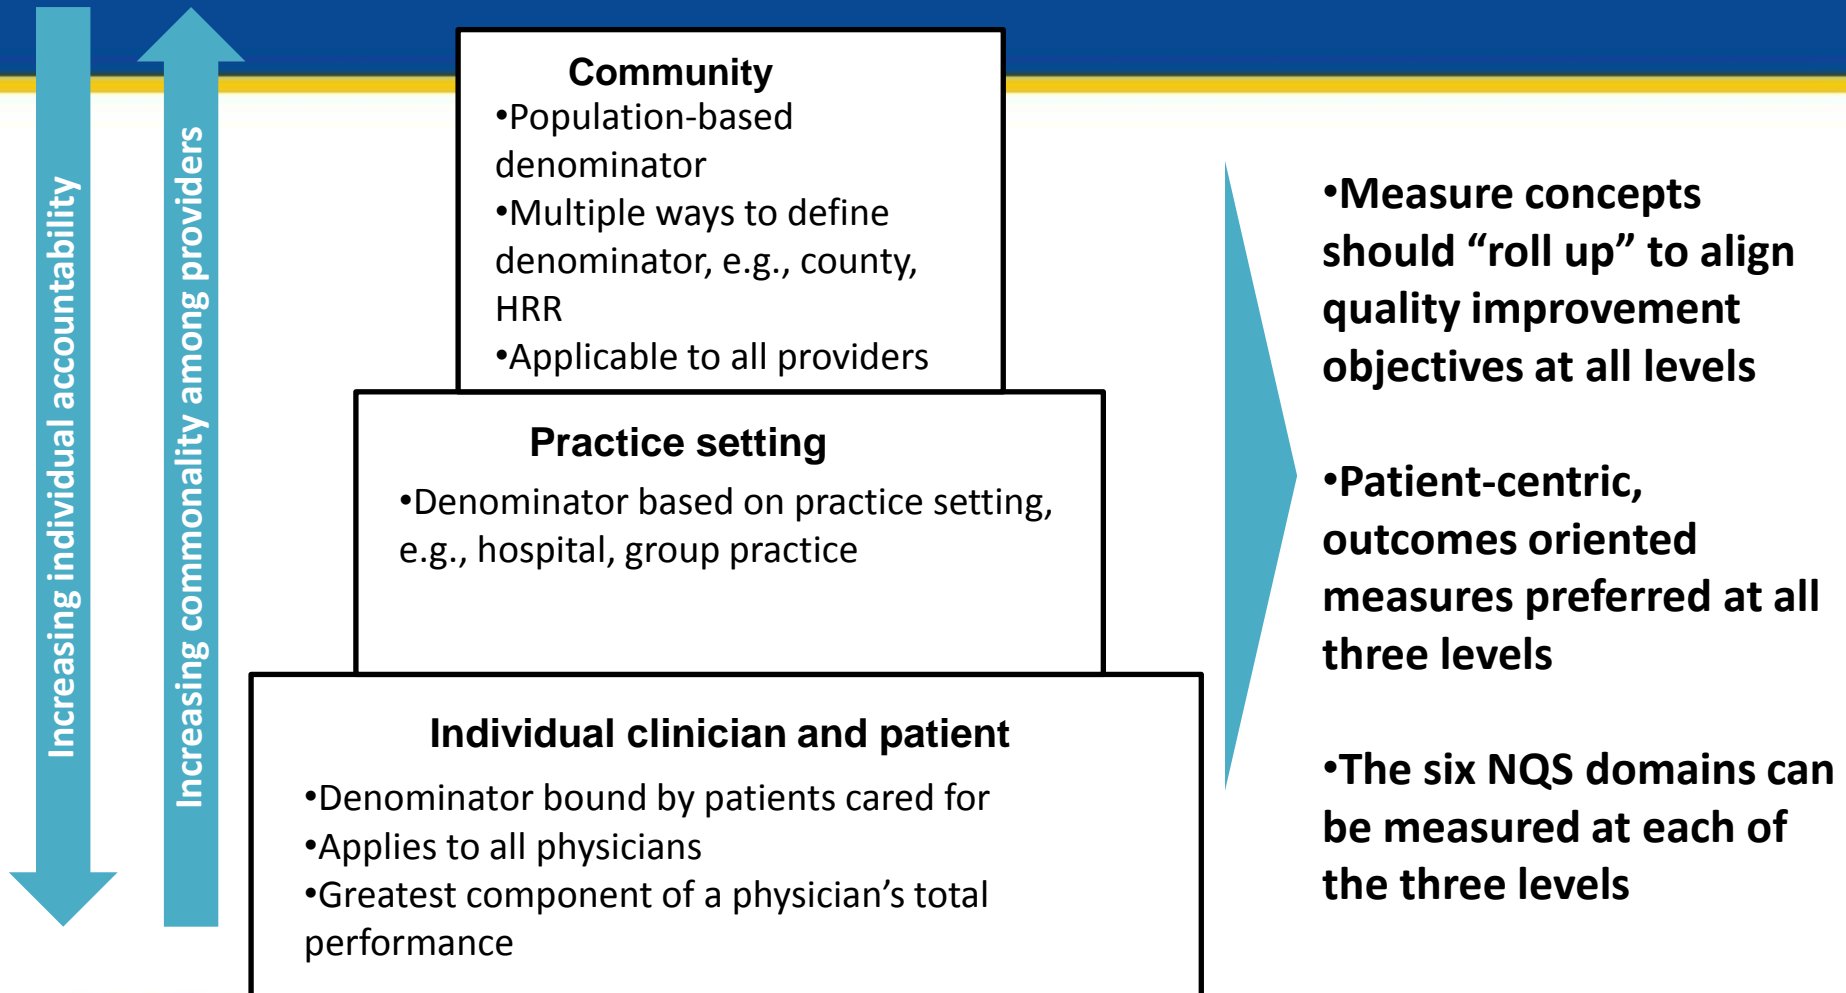 Increasing individual accountability
Increasing commonality among providers
Community
•Population-based
denominator
•Multiple ways to define
denominator, e.g., county,
HRR
•Applicable to all providers
Practice setting
•Denominator based on practice setting,
e.g., hospital, group practice
Individual clinician and patient
•Denominator bound by patients cared for
•Applies to all physicians
•Greatest component of a physician’s total
performance
•Measure concepts
should “roll up” to align
quality improvement
objectives at all levels
•Patient-centric,
outcomes oriented
measures preferred at all
three levels
•The six NQS domains can
be measured at each of
the three levels